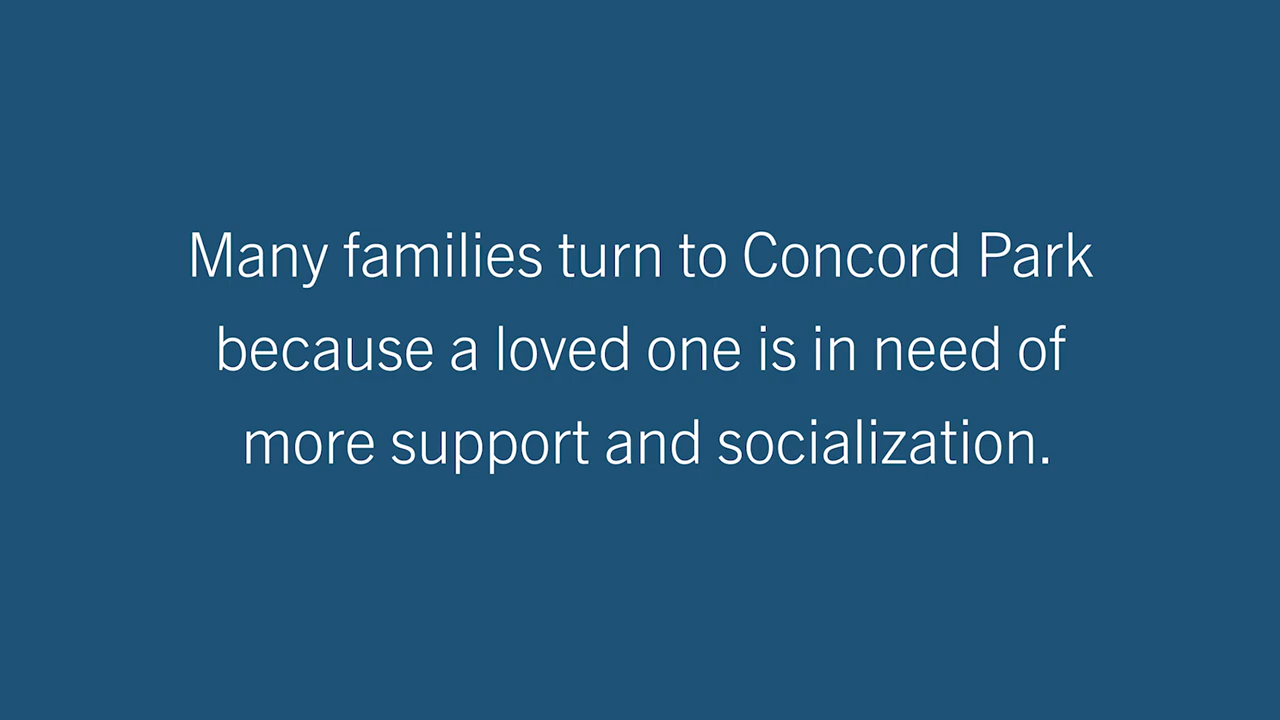 Many families turn to Concord Park
because a loved one is in need of
more support and socialization.